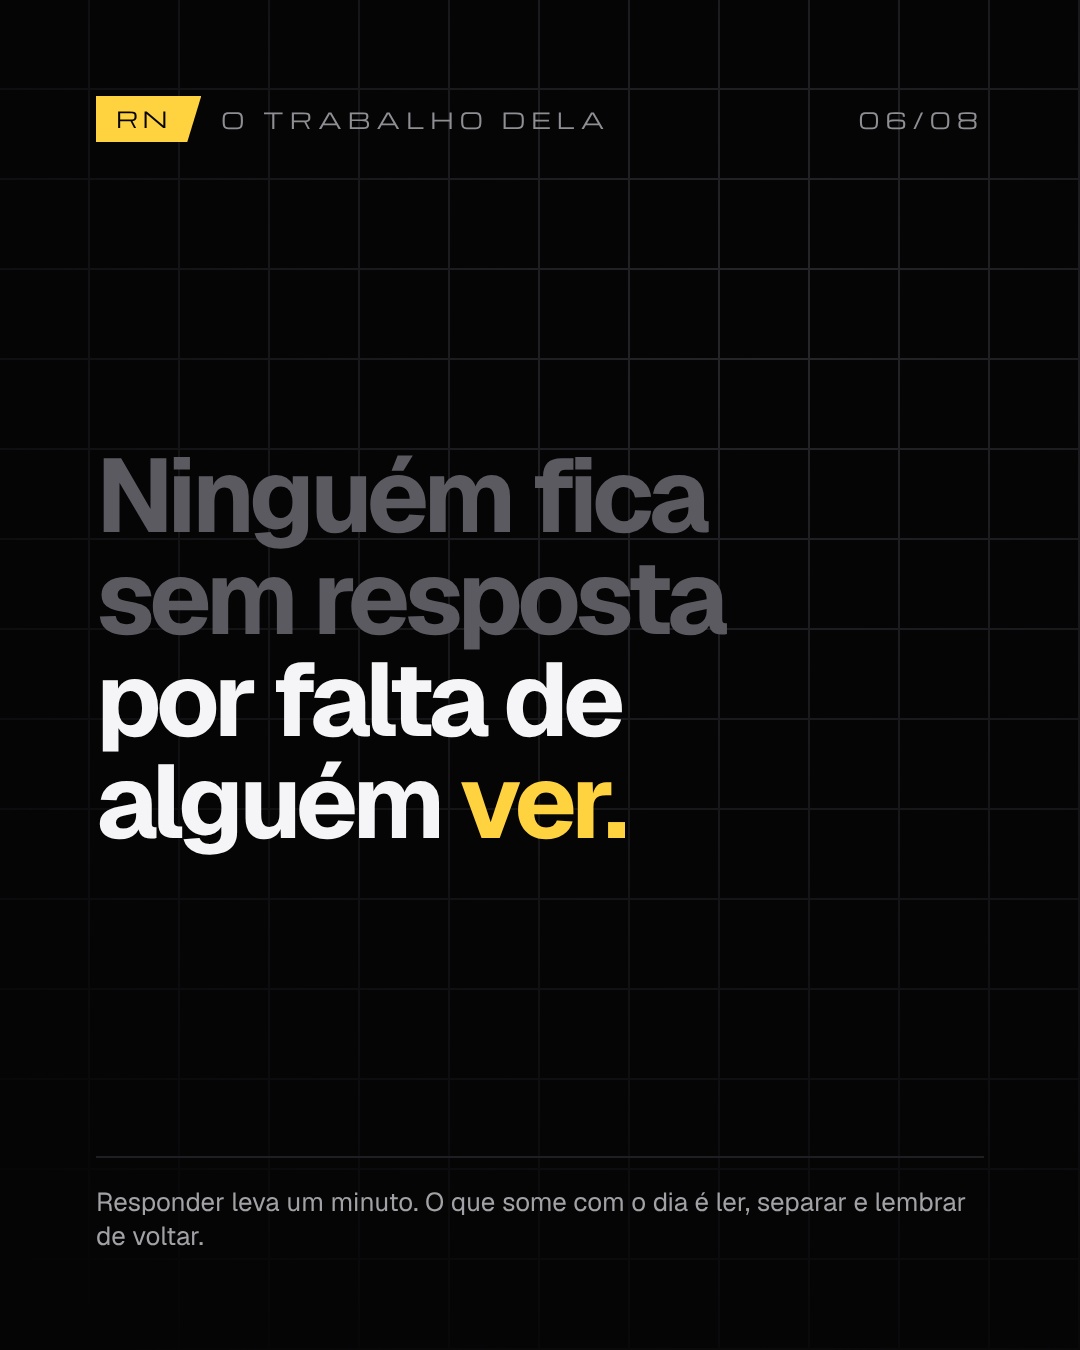 RN O TRABALHO DELA 06/08
Ninguém fica
sem resposta
por falta de
alguém ver.
Responder leva um minuto. O que some com o dia é ler, separar e lembrar
de voltar.